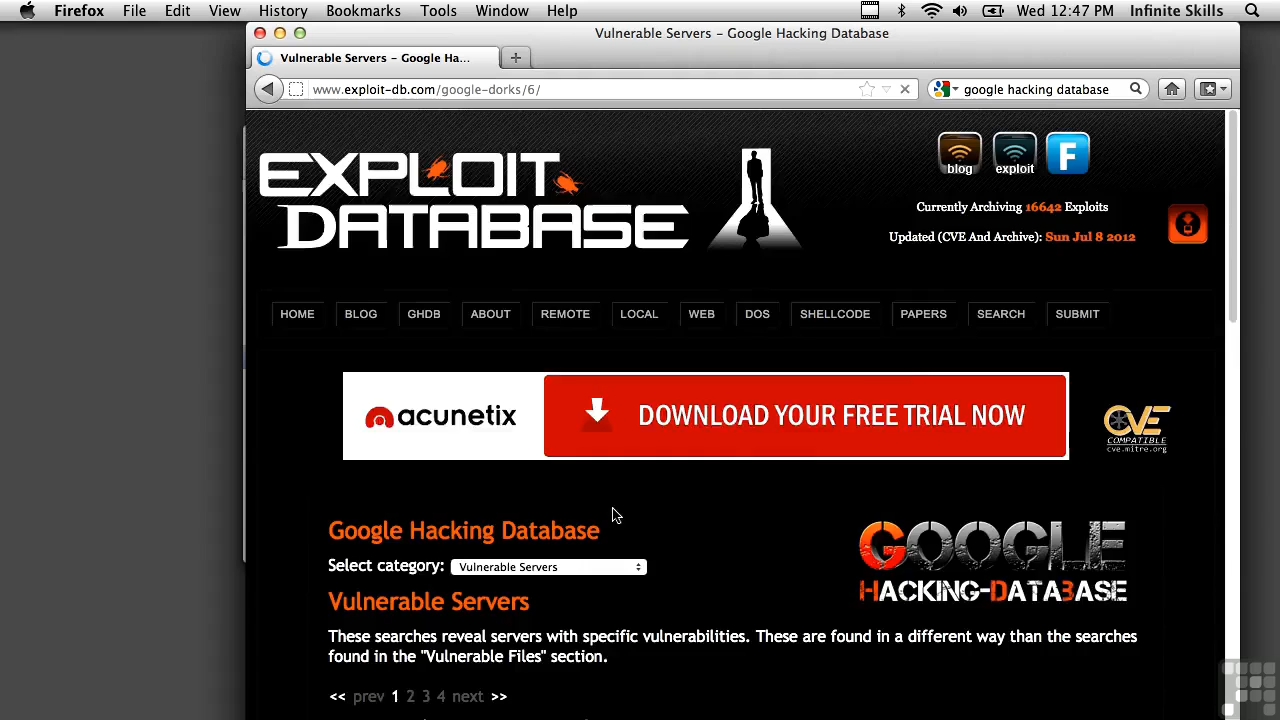 Firefox File Edit View History Bookmarks Tools Window Help Wed 12:47 PM Infinite Skills
Vulnerable Servers – Google Hacking Database
Vulnerable Servers – Google Ha...
www.exploit-db.com/google-dorks/6/ google hacking database
EXPLOIT
DATABASE
blog exploit F
Currently Archiving 16642 Exploits
Updated (CVE And Archive): Sun Jul 8 2012
HOME BLOG GHDB ABOUT REMOTE LOCAL WEB DOS SHELLCODE PAPERS SEARCH SUBMIT
acunetix DOWNLOAD YOUR FREE TRIAL NOW
CVE
COMPATIBLE
cve.mitre.org
Google Hacking Database
Select category: Vulnerable Servers
GOOGLE
HACKING-DATABASE
Vulnerable Servers
These searches reveal servers with specific vulnerabilities. These are found in a different way than the searches
found in the "Vulnerable Files" section.
<< prev 1 2 3 4 next >>